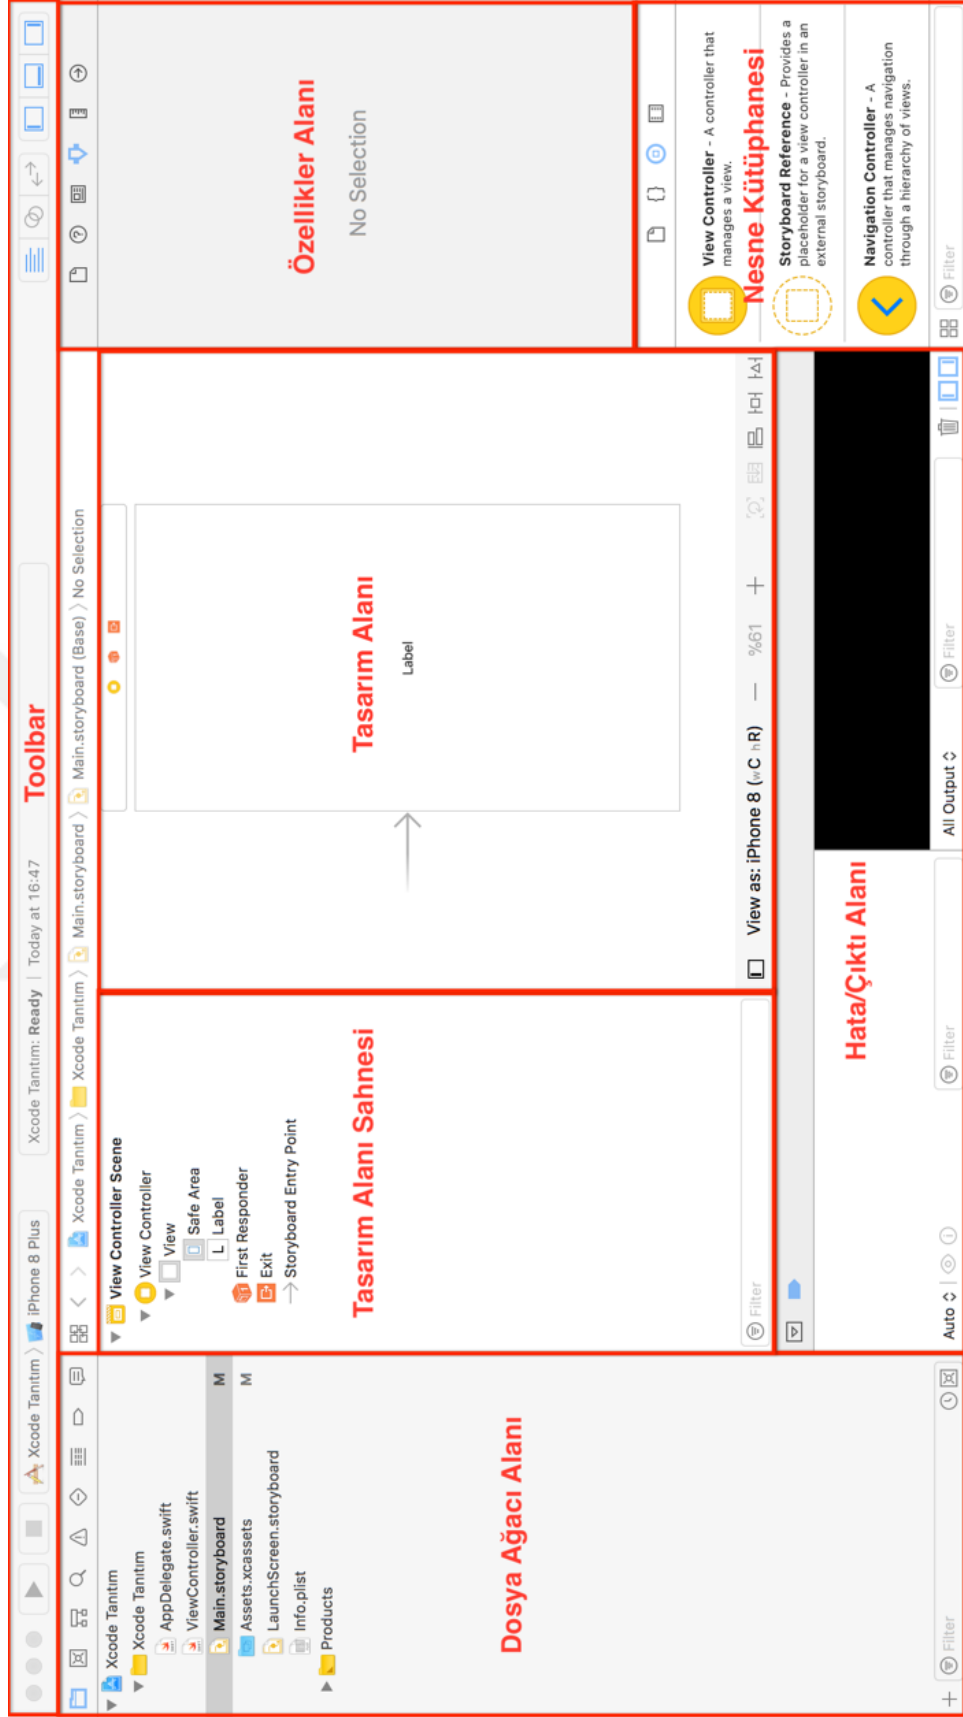 Xcode Tanıtım 〉 iPhone 8 Plus
Xcode Tanıtım: Ready | Today at 16:47
Toolbar
Xcode Tanıtım 〉 Xcode Tanıtım 〉 Main.storyboard 〉 Main.storyboard (Base) 〉 No Selection
Xcode Tanıtım
Xcode Tanıtım
AppDelegate.swift
ViewController.swift
Main.storyboard M
Assets.xcassets M
LaunchScreen.storyboard
Info.plist
Products
Dosya Ağacı Alanı
Filter
View Controller Scene
View Controller
View
Safe Area
L Label
First Responder
Exit
Storyboard Entry Point
Tasarım Alanı Sahnesi
Filter
Tasarım Alanı
Label
View as: iPhone 8 (wC hR)
— %61 +
Özellikler Alanı
No Selection
{}
View Controller - A controller that
manages a view.
Nesne Kütüphanesi
Storyboard Reference - Provides a
placeholder for a view controller in an
external storyboard.
Navigation Controller - A
controller that manages navigation
through a hierarchy of views.
Filter
Hata/Çıktı Alanı
Auto
Filter
All Output
Filter